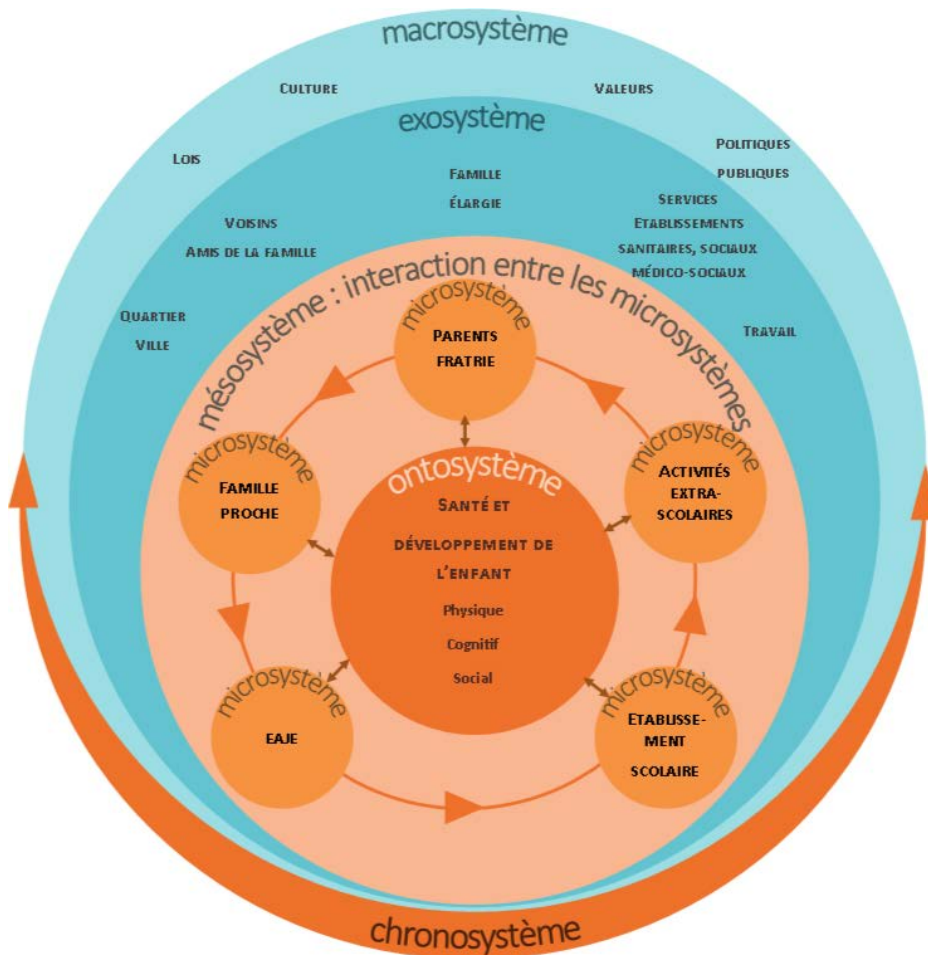 macrosystème
CULTURE
VALEURS
exosystème
LOIS
POLITIQUES
PUBLIQUES
FAMILLE
ÉLARGIE
SERVICES
ETABLISSEMENTS
SANITAIRES, SOCIAUX
MÉDICO-SOCIAUX
VOISINS
AMIS DE LA FAMILLE
QUARTIER
VILLE
TRAVAIL
mésosystème : interaction entre les microsystèmes
microsystème
PARENTS
FRATRIE
microsystème
FAMILLE
PROCHE
microsystème
ACTIVITÉS
EXTRA-
SCOLAIRES
ontosystème
SANTÉ ET
DÉVELOPPEMENT DE
L'ENFANT
Physique
Cognitif
Social
microsystème
EAJE
microsystème
ETABLISSE-
MENT
SCOLAIRE
chronosystème